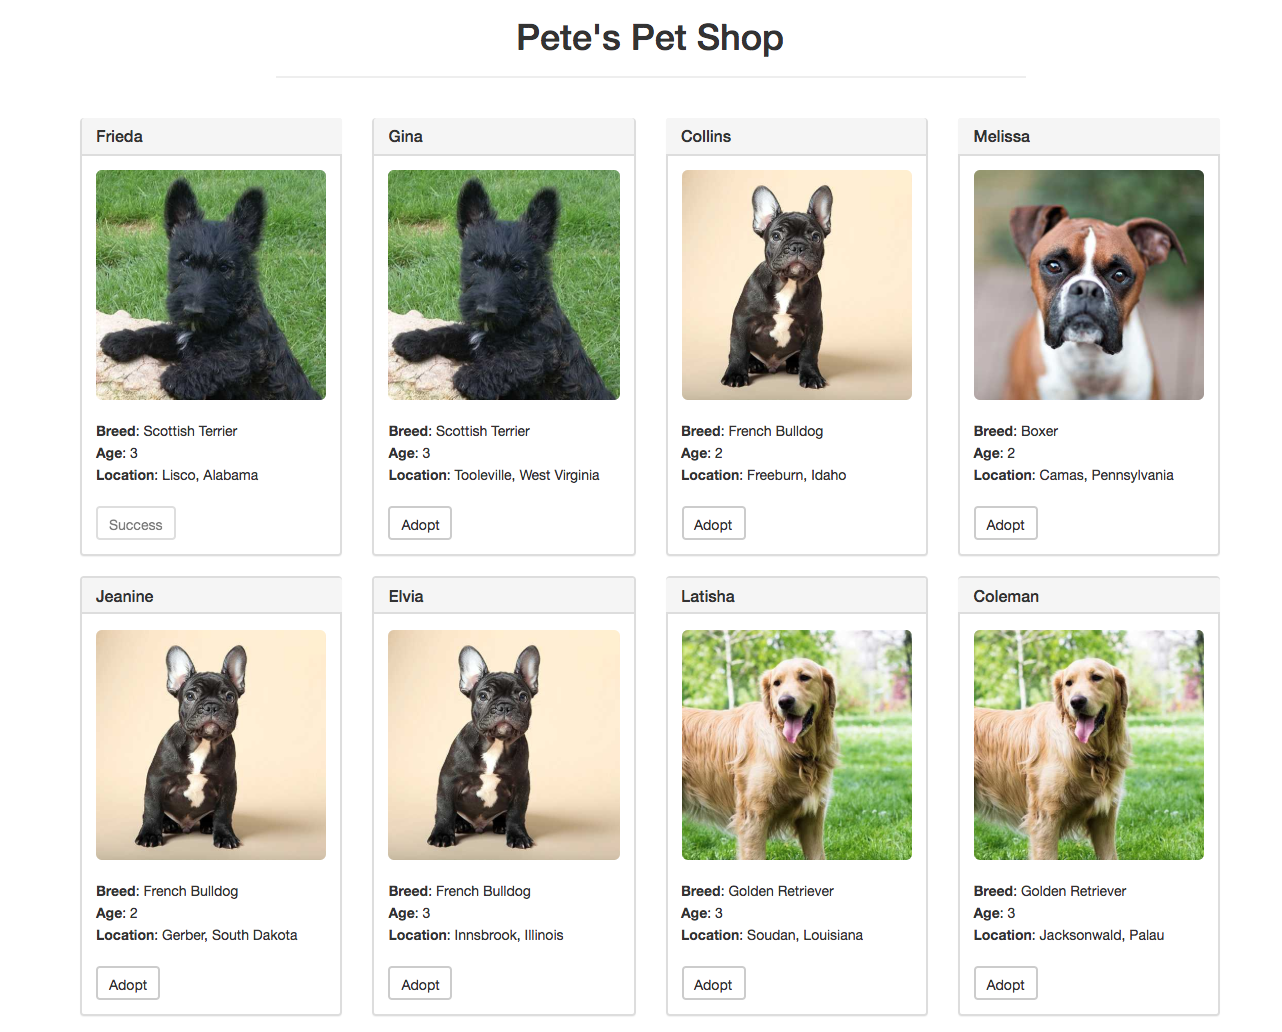 Pete's Pet Shop
Frieda
Breed: Scottish Terrier
Age: 3
Location: Lisco, Alabama
Success
Gina
Breed: Scottish Terrier
Age: 3
Location: Tooleville, West Virginia
Adopt
Collins
Breed: French Bulldog
Age: 2
Location: Freeburn, Idaho
Adopt
Melissa
Breed: Boxer
Age: 2
Location: Camas, Pennsylvania
Adopt
Jeanine
Breed: French Bulldog
Age: 2
Location: Gerber, South Dakota
Adopt
Elvia
Breed: French Bulldog
Age: 3
Location: Innsbrook, Illinois
Adopt
Latisha
Breed: Golden Retriever
Age: 3
Location: Soudan, Louisiana
Adopt
Coleman
Breed: Golden Retriever
Age: 3
Location: Jacksonwald, Palau
Adopt